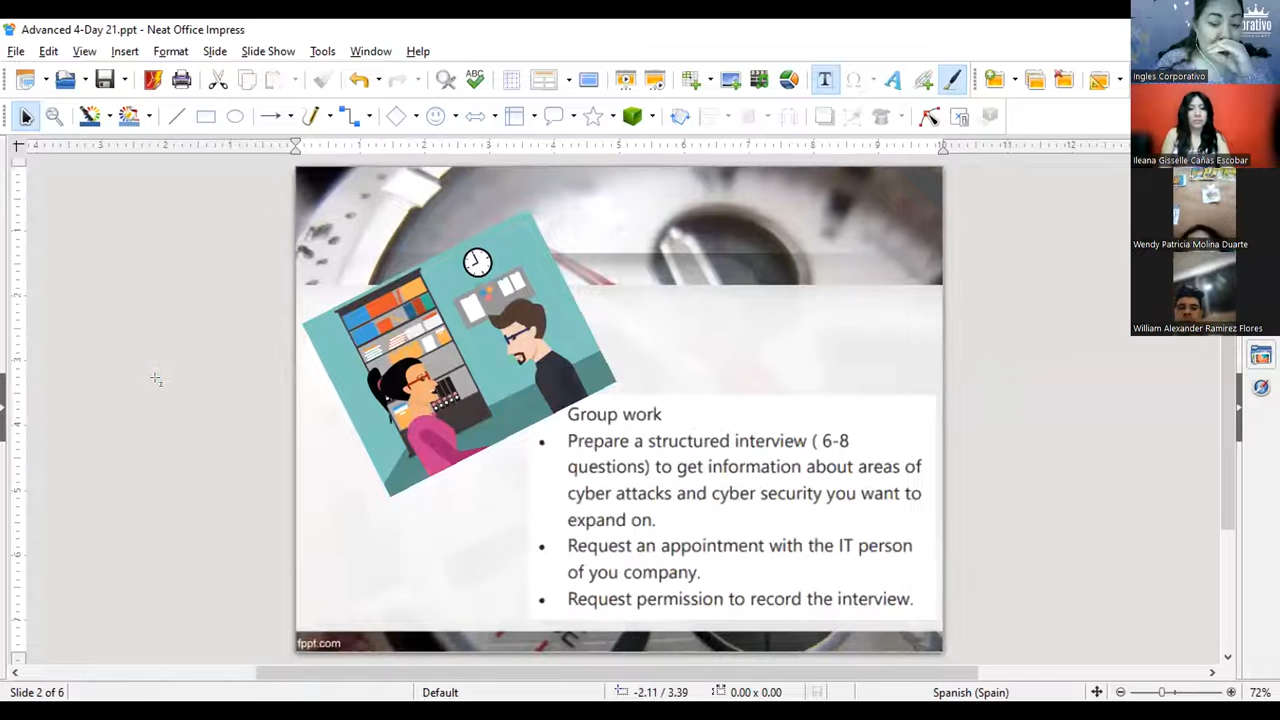 Advanced 4-Day 21.ppt - Neat Office Impress
File Edit View Insert Format Slide Slide Show Tools Window Help
ABC
orativo
Ingles Corporativo
Ileana Gisselle Cañas Escobar
Wendy Patricia Molina Duarte
William Alexander Ramirez Flores
Group work
• Prepare a structured interview ( 6-8
questions) to get information about areas of
cyber attacks and cyber security you want to
expand on.
• Request an appointment with the IT person
of you company.
• Request permission to record the interview.
fppt.com
Slide 2 of 6
Default
-2.11 / 3.39
0.00 x 0.00
Spanish (Spain)
72%